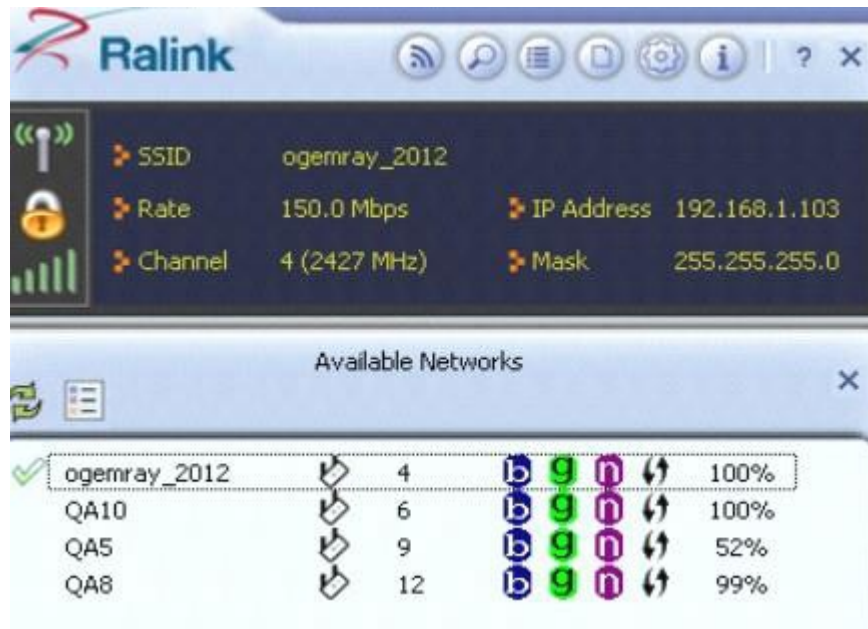 Ralink
SSID ogemray_2012
Rate 150.0 Mbps IP Address 192.168.1.103
Channel 4 (2427 MHz) Mask 255.255.255.0
Available Networks
ogemray_2012 4 b g n 100%
QA10 6 b g n 100%
QA5 9 b g n 52%
QA8 12 b g n 99%